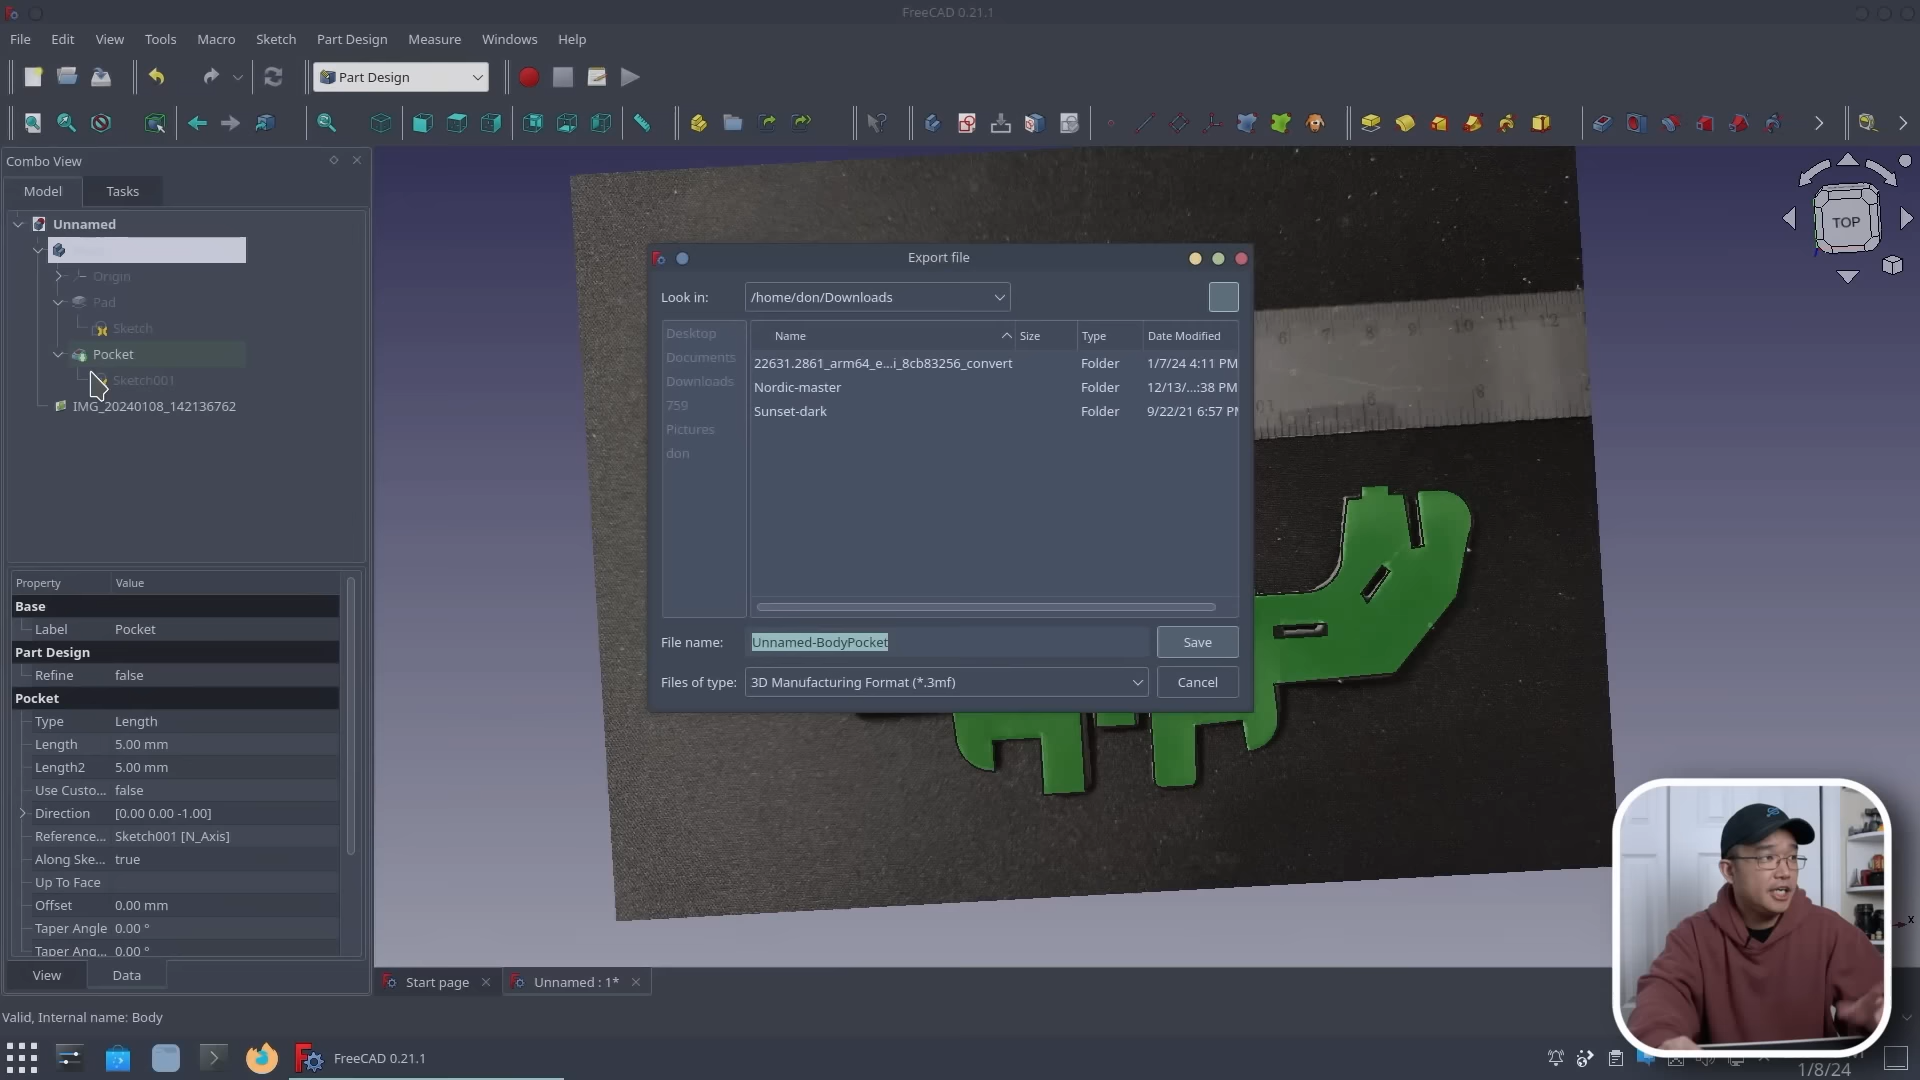 FreeCAD 0.21.1
File Edit View Tools Macro Sketch Part Design Measure Windows Help
Part Design
Combo View
Model Tasks
Unnamed
Origin
Pad
Sketch
Pocket
Sketch001
IMG_20240108_142136762
Property Value
Base
Label Pocket
Part Design
Refine false
Pocket
Type Length
Length 5.00 mm
Length2 5.00 mm
Use Custo... false
Direction [0.00 0.00 -1.00]
Reference... Sketch001 [N_Axis]
Along Ske... true
Up To Face
Offset 0.00 mm
Taper Angle 0.00 °
Taper Ang... 0.00 °
View Data
Valid, Internal name: Body
Export file
Look in: /home/don/Downloads
Desktop
Documents
Downloads
759
Pictures
don
Name Size Type Date Modified
22631.2861_arm64_e...i_8cb83256_convert Folder 1/7/24 4:11 PM
Nordic-master Folder 12/13/...:38 PM
Sunset-dark Folder 9/22/21 6:57 PM
File name: Unnamed-BodyPocket Save
Files of type: 3D Manufacturing Format (*.3mf) Cancel
TOP
6 7 8 9 10 11 12
x
Start page Unnamed : 1*
FreeCAD 0.21.1
1/8/24